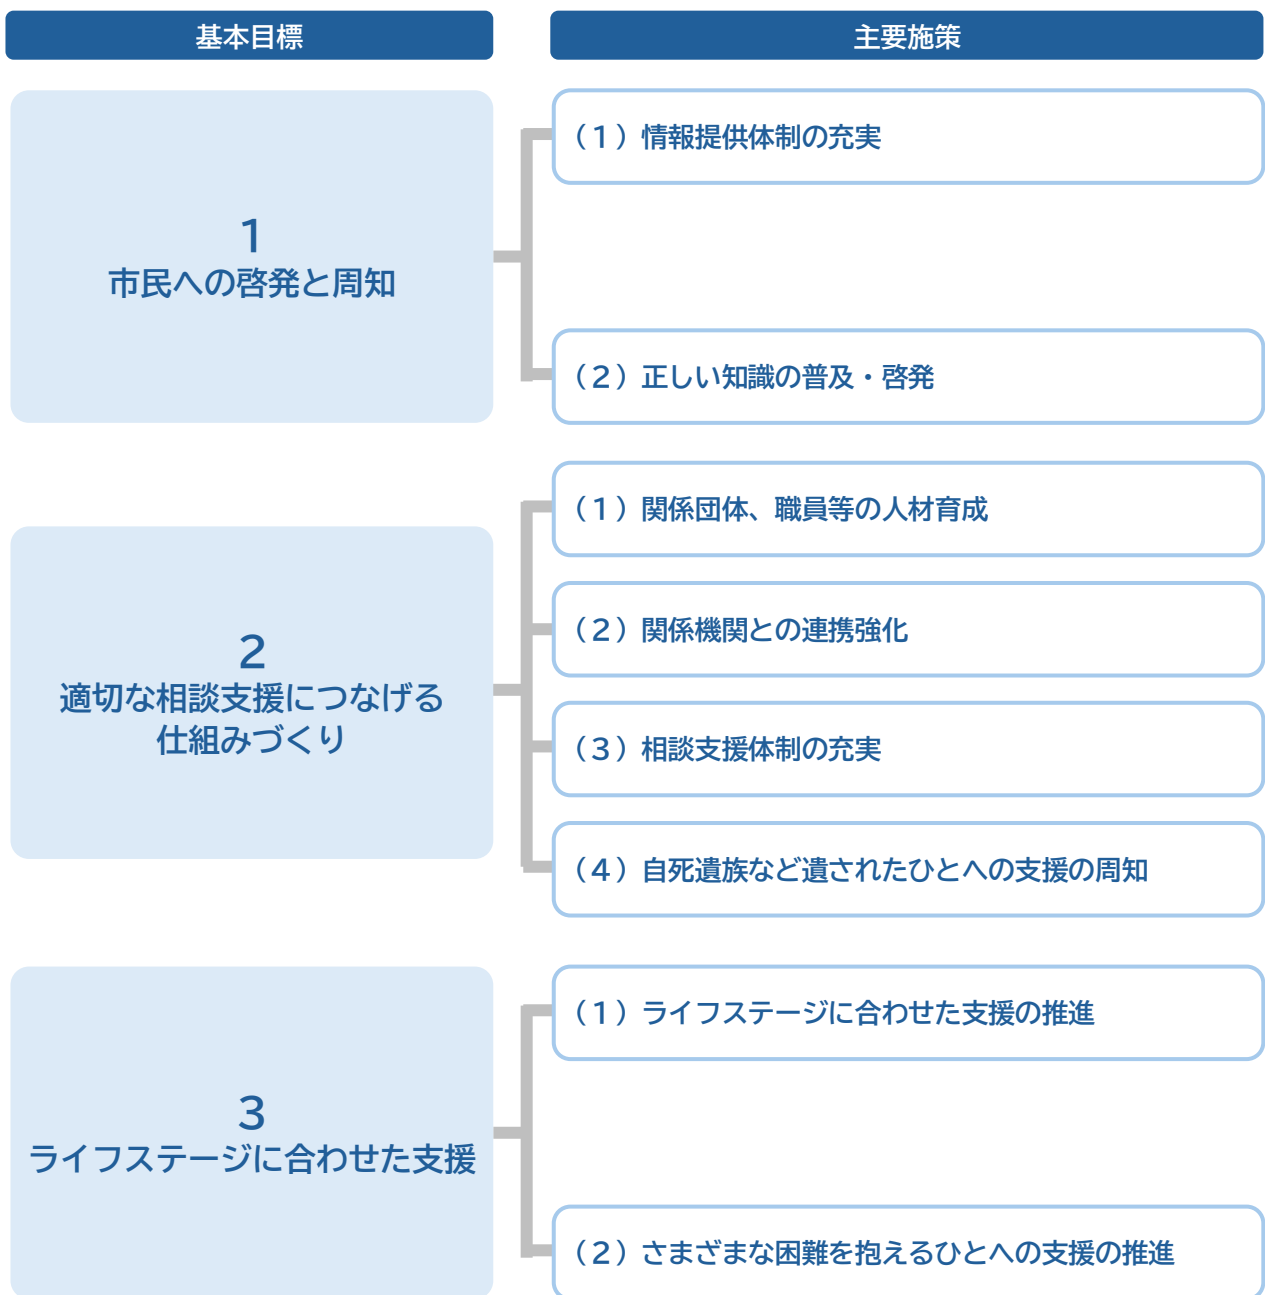 基本目標
主要施策
1
市民への啓発と周知
（1）情報提供体制の充実
（2）正しい知識の普及・啓発
2
適切な相談支援につなげる
仕組みづくり
（1）関係団体、職員等の人材育成
（2）関係機関との連携強化
（3）相談支援体制の充実
（4）自死遺族など遺されたひとへの支援の周知
3
ライフステージに合わせた支援
（1）ライフステージに合わせた支援の推進
（2）さまざまな困難を抱えるひとへの支援の推進